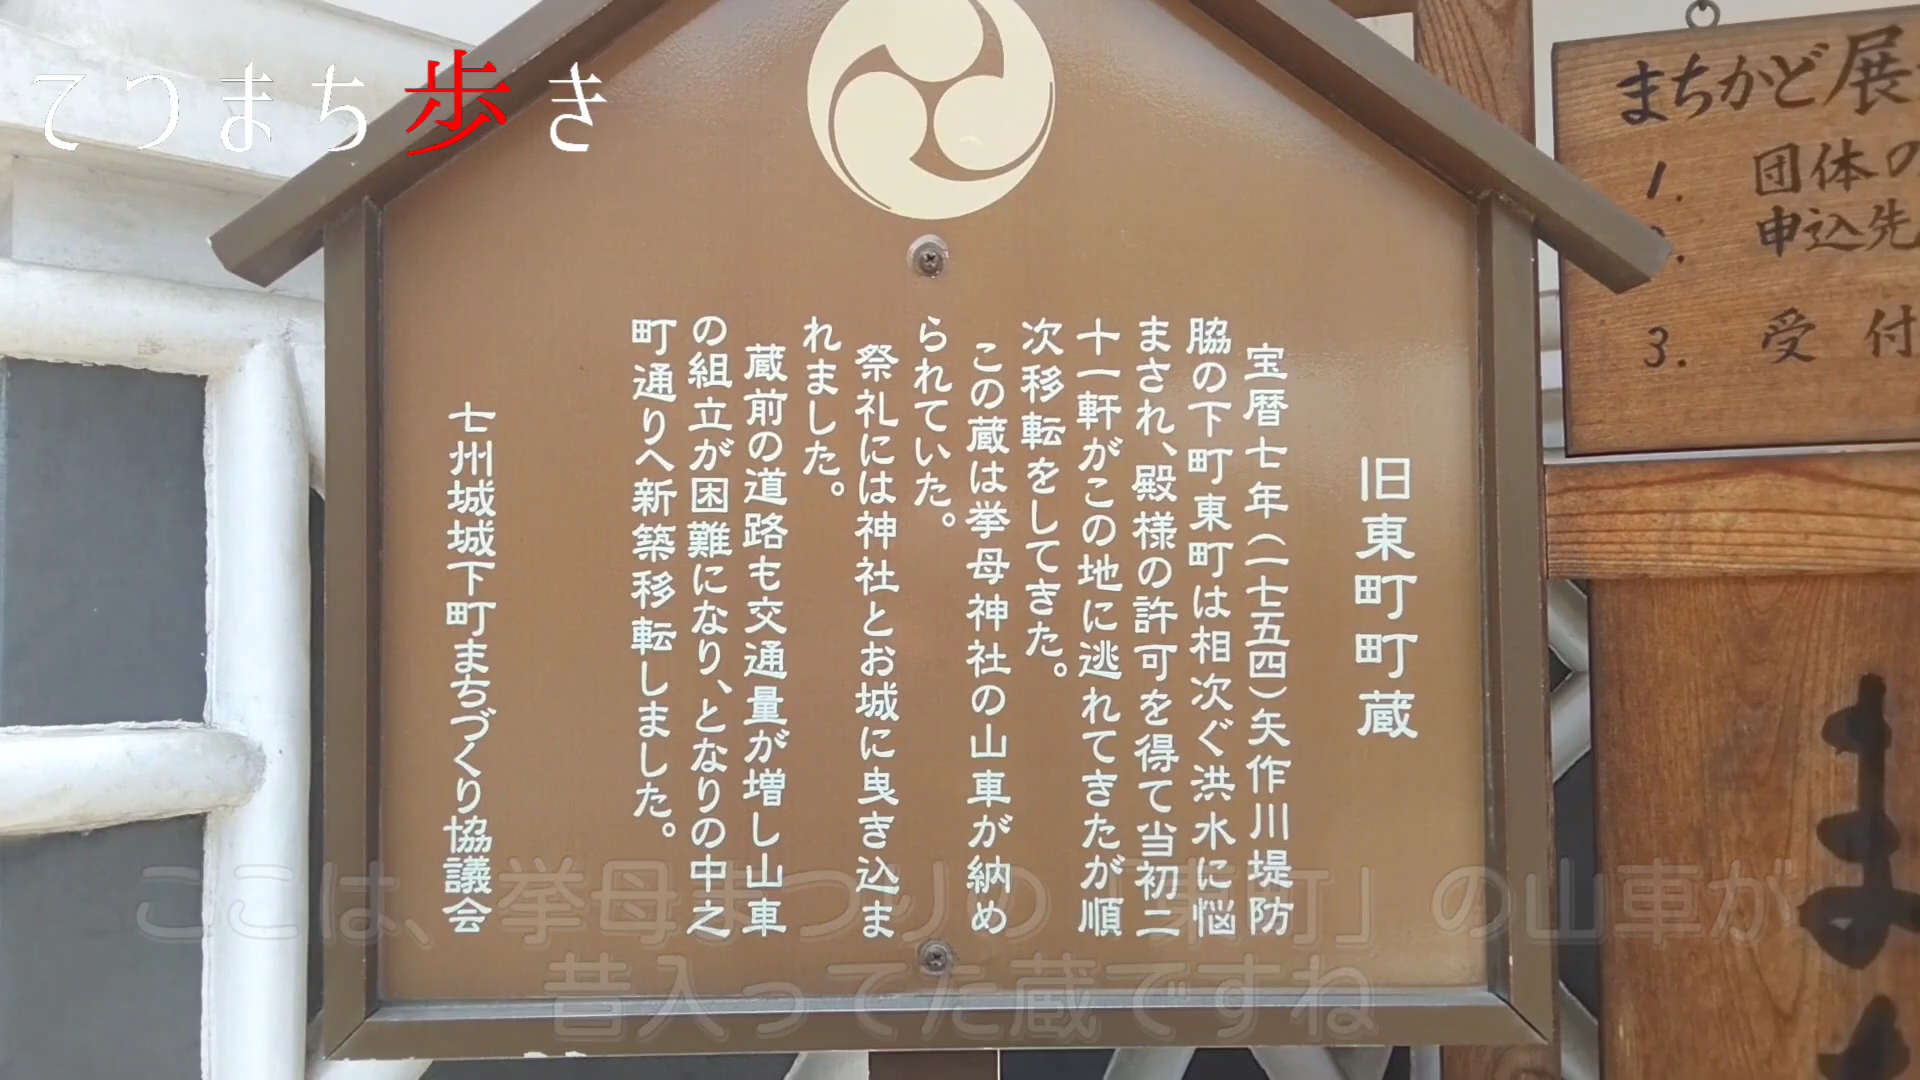 てつまち歩き
旧東町町蔵
宝暦七年（一七五四）矢作川堤防
脇の下町東町は相次ぐ洪水に悩
まされ、殿様の許可を得て当初二
十一軒がこの地に逃れてきたが順
次移転をしてきた。
この蔵は挙母神社の山車が納め
られていた。
祭礼には神社とお城に曳き込ま
れました。
蔵前の道路も交通量が増し山車
の組立が困難になり、となりの中之
町通りへ新築移転しました。
七州城城下町まちづくり協議会
まちかど展
1. 団体の
申込先
3. 受付
ま
ここは、挙母まつりの「東町」の山車が
昔入ってた蔵ですね